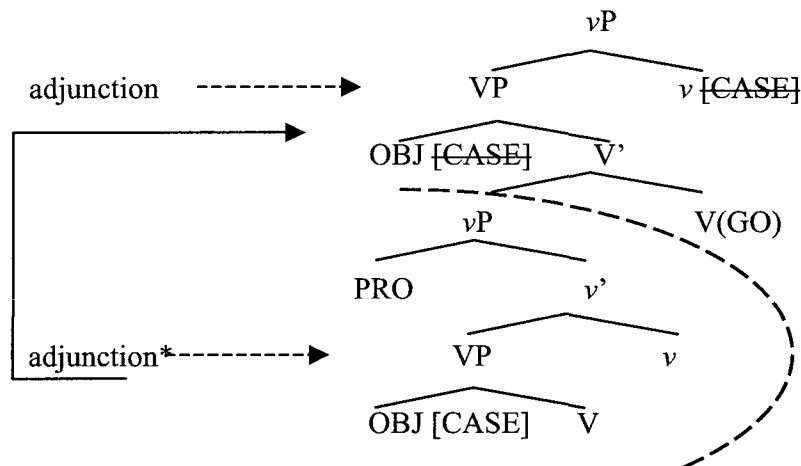 vP
adjunction VP v [CASE]
OBJ [CASE] V'
V(GO)
vP
PRO v'
adjunction* VP v
OBJ [CASE] V